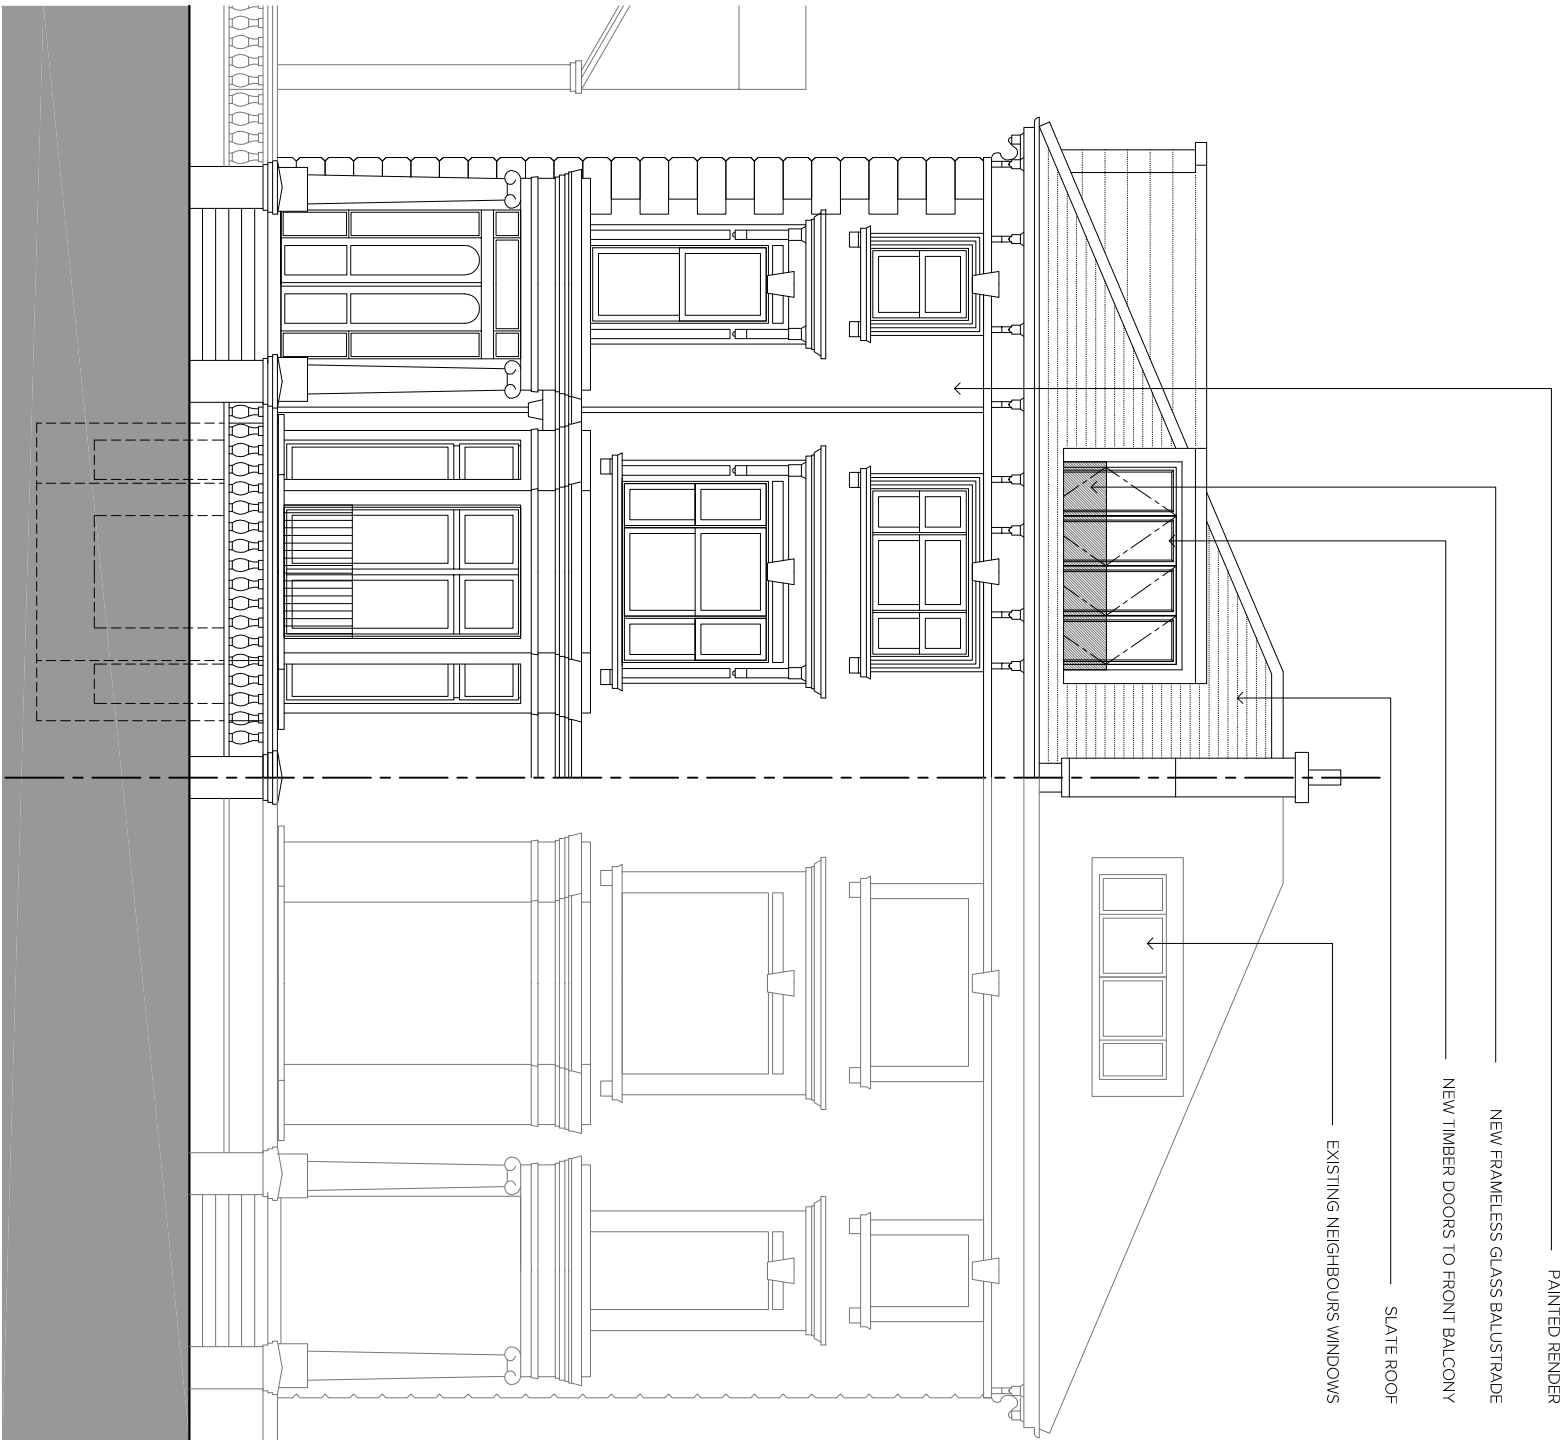 PAINTED RENDER
NEW FRAMELESS GLASS BALUSTRADE
NEW TIMBER DOORS TO FRONT BALCONY
SLATE ROOF
EXISTING NEIGHBOURS WINDOWS